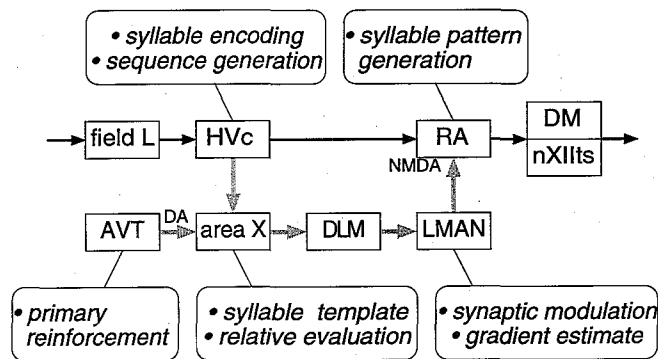 • syllable encoding
• sequence generation
• syllable pattern
generation
field L
HVc
RA
DM
nXIIts
NMDA
AVT
DA
area X
DLM
LMAN
• primary
reinforcement
• syllable template
• relative evaluation
• synaptic modulation
• gradient estimate